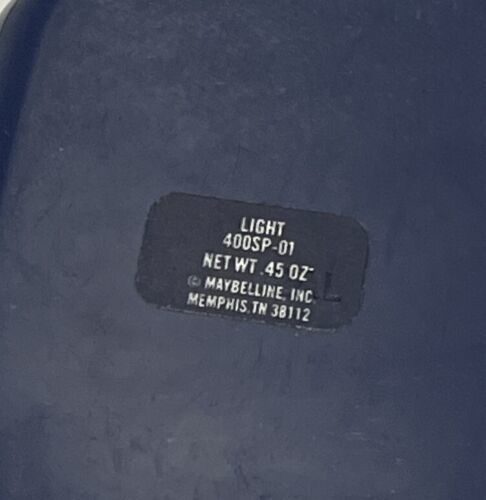 LIGHT
400SP-01
NET WT .45 OZ
© MAYBELLINE, INC
MEMPHIS, TN 38112